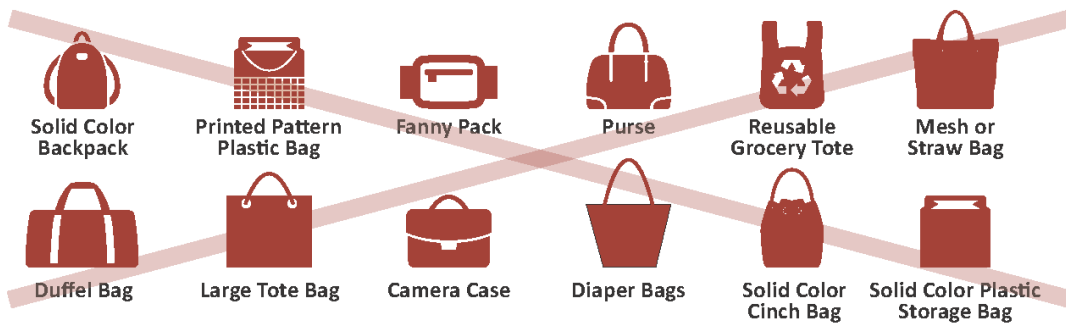 Solid Color
Backpack
Printed Pattern
Plastic Bag
Fanny Pack
Purse
Reusable
Grocery Tote
Mesh or
Straw Bag
Duffel Bag
Large Tote Bag
Camera Case
Diaper Bags
Solid Color
Cinch Bag
Solid Color Plastic
Storage Bag